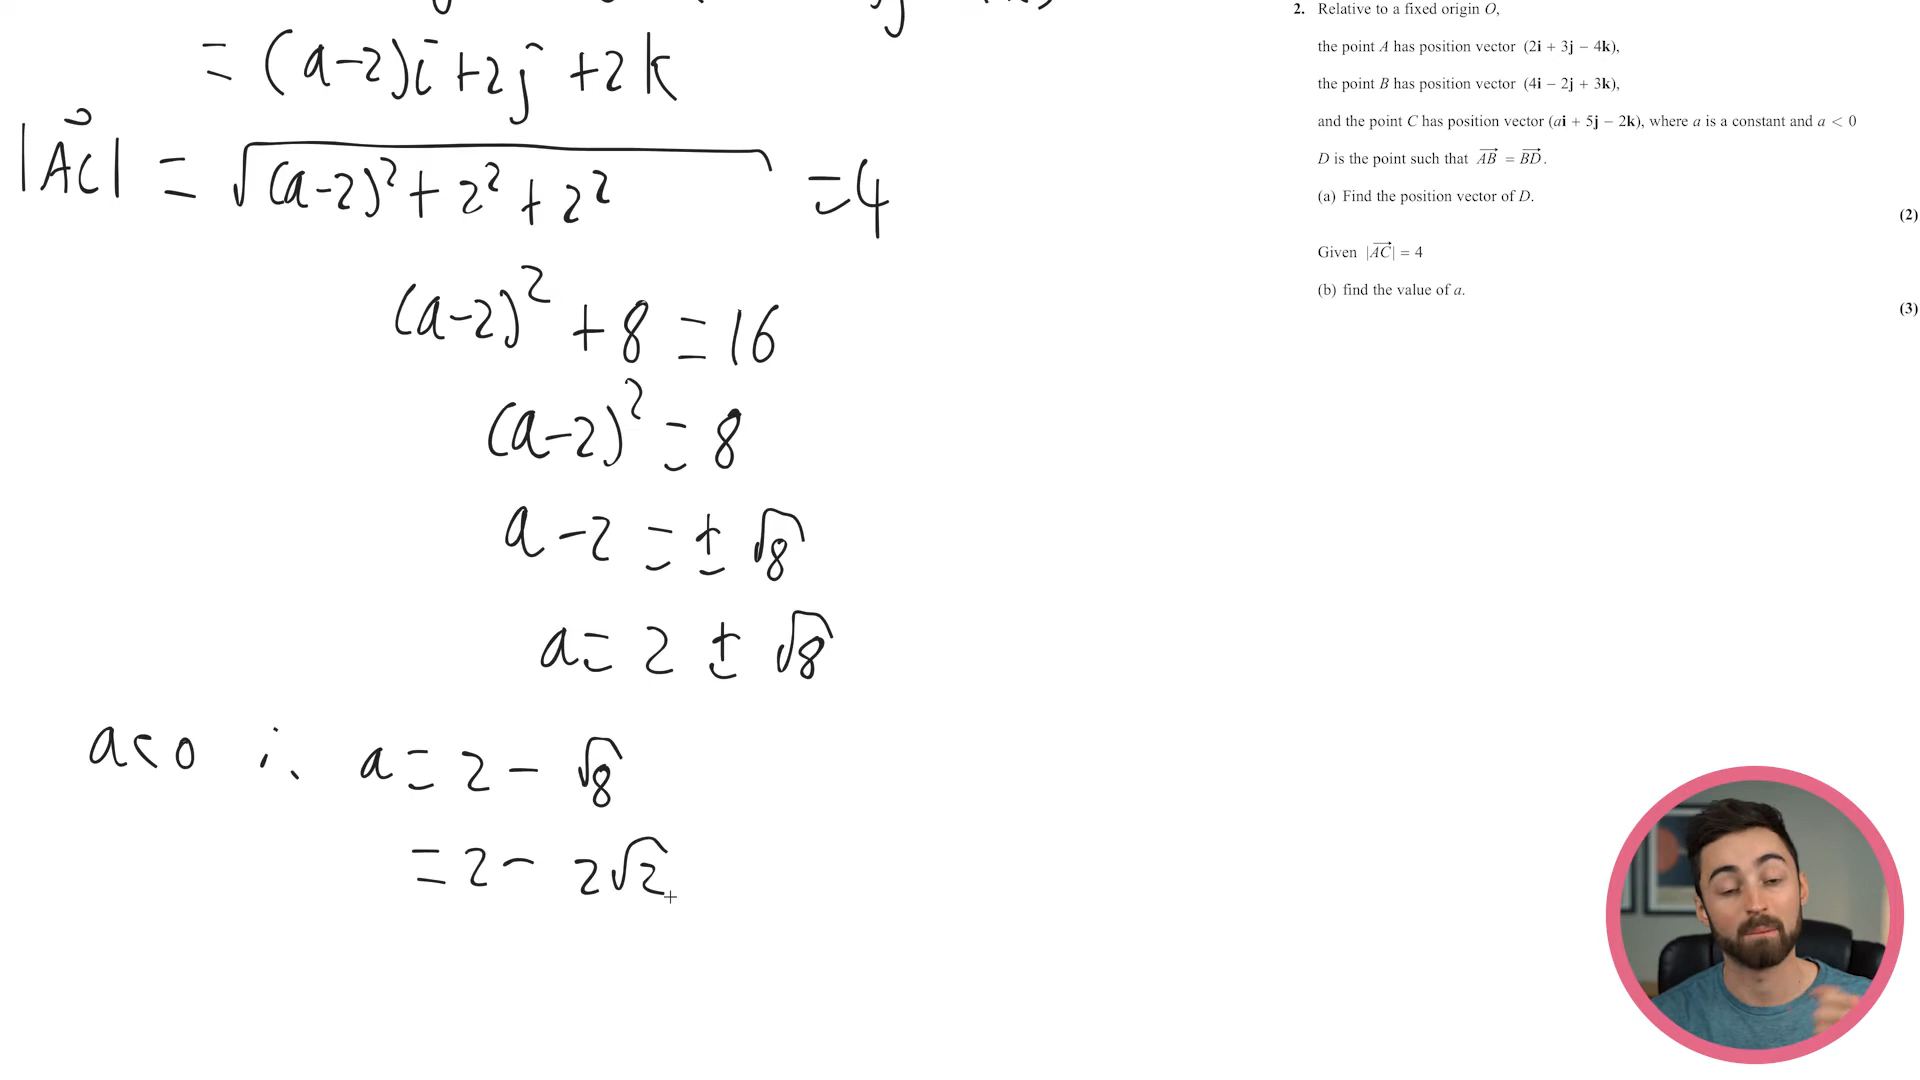 = (a-2)i + 2j + 2k
|AC⃗| = √((a-2)² + 2² + 2²) = 4
(a-2)² + 8 = 16
(a-2)² = 8
a - 2 = ± √8
a = 2 ± √8
a<0 ∴ a = 2 - √8
= 2 - 2√2
2. Relative to a fixed origin O,
the point A has position vector (2i + 3j − 4k),
the point B has position vector (4i − 2j + 3k),
and the point C has position vector (ai + 5j − 2k), where a is a constant and a < 0
D is the point such that AB⃗ = BD⃗.
(a) Find the position vector of D.
(2)
Given |AC⃗| = 4
(b) find the value of a.
(3)